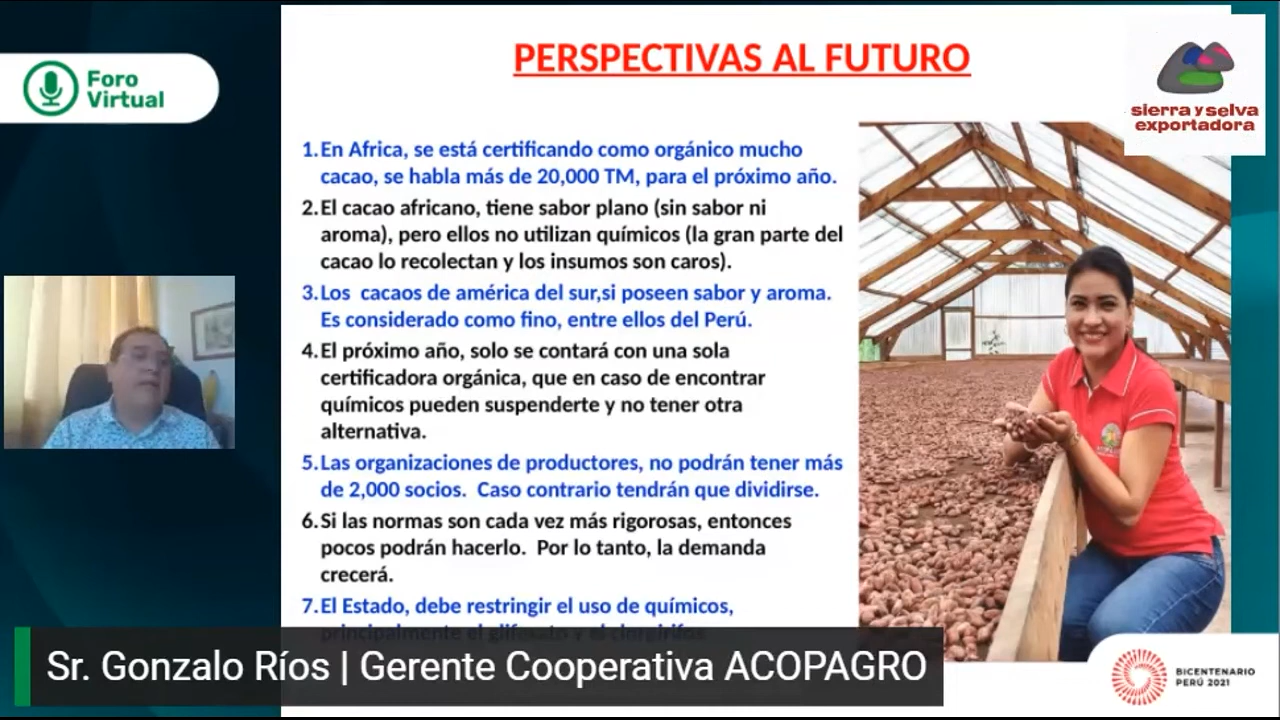 Foro
Virtual
PERSPECTIVAS AL FUTURO
sierra y selva
exportadora
1. En Africa, se está certificando como orgánico mucho
cacao, se habla más de 20,000 TM, para el próximo año.
2. El cacao africano, tiene sabor plano (sin sabor ni
aroma), pero ellos no utilizan químicos (la gran parte del
cacao lo recolectan y los insumos son caros).
3. Los cacaos de américa del sur,si poseen sabor y aroma.
Es considerado como fino, entre ellos del Perú.
4. El próximo año, solo se contará con una sola
certificadora orgánica, que en caso de encontrar
químicos pueden suspenderte y no tener otra
alternativa.
5. Las organizaciones de productores, no podrán tener más
de 2,000 socios. Caso contrario tendrán que dividirse.
6. Si las normas son cada vez más rigorosas, entonces
pocos podrán hacerlo. Por lo tanto, la demanda
crecerá.
7. El Estado, debe restringir el uso de químicos,
principalmente el
Sr. Gonzalo Ríos | Gerente Cooperativa ACOPAGRO
BICENTENARIO
PERÚ 2021